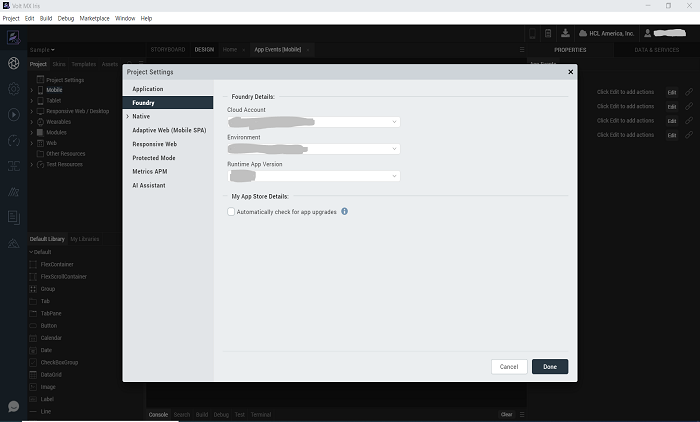 Volt MX Iris
Project Edit Build Debug Marketplace Window Help
HCL America, Inc.
Sample
STORYBOARD DESIGN Home App Events [Mobile]
PROPERTIES DATA & SERVICES
Project Skins Templates Assets
Project Settings
Mobile
Tablet
Responsive Web / Desktop
Wearables
Modules
Web
Other Resources
Test Resources
Click Edit to add actions Edit
Click Edit to add actions Edit
Click Edit to add actions Edit
Click Edit to add actions Edit
Project Settings
Application
Foundry
Native
Adaptive Web (Mobile SPA)
Responsive Web
Protected Mode
Metrics APM
AI Assistant
Foundry Details:
Cloud Account
Environment
Runtime App Version
My App Store Details:
Automatically check for app upgrades
Cancel Done
Default Library My Libraries
Default
FlexContainer
FlexScrollContainer
Group
Tab
TabPane
Button
Calendar
Date
CheckBoxGroup
DataGrid
Image
Label
Line
Console Search Build Debug Test Terminal
Clear